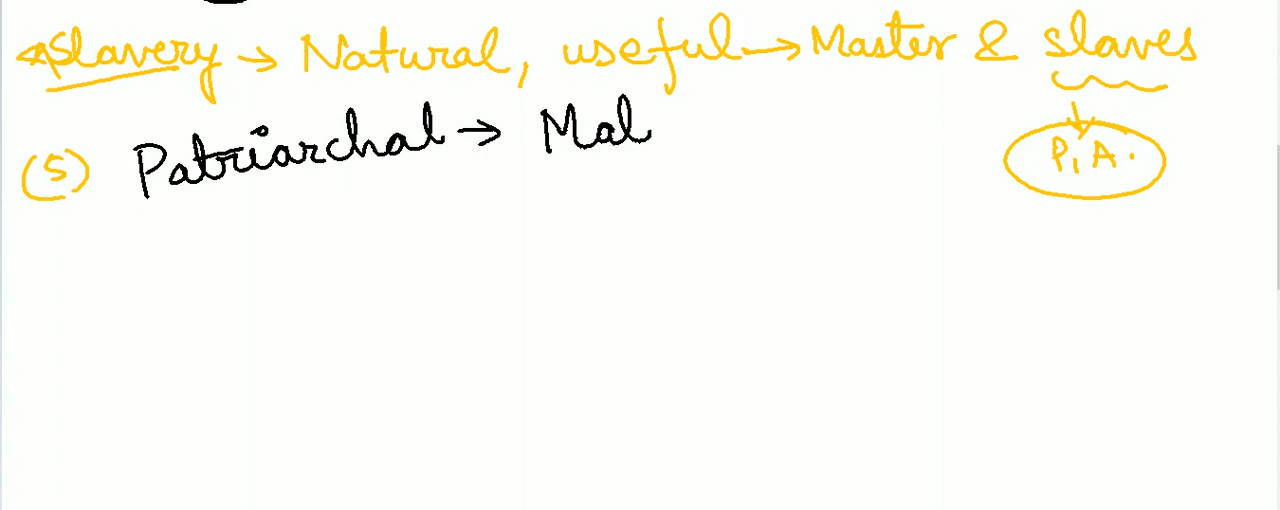 Slavery → Natural, useful → Master & slaves
(5) Patriarchal → Mal
P, A.